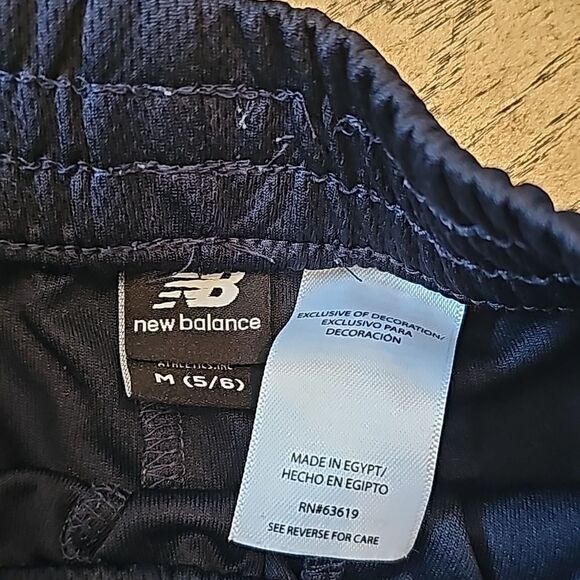 NB
new balance
ATHLETICS, INC
M (5/6)
EXCLUSIVE OF DECORATION/
EXCLUSIVO PARA
DECORACIÓN
MADE IN EGYPT/
HECHO EN EGIPTO
RN#63619
SEE REVERSE FOR CARE